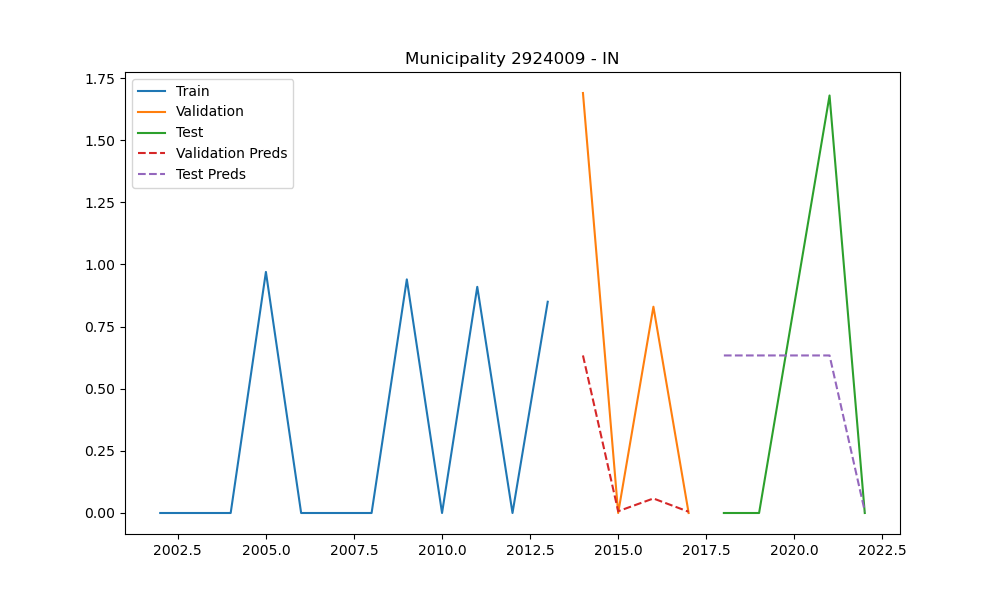 Municipality 2924009 - IN
1.75
1.50
1.25
1.00
0.75
0.50
0.25
0.00
Train
Validation
Test
Validation Preds
Test Preds
2002.5 2005.0 2007.5 2010.0 2012.5 2015.0 2017.5 2020.0 2022.5